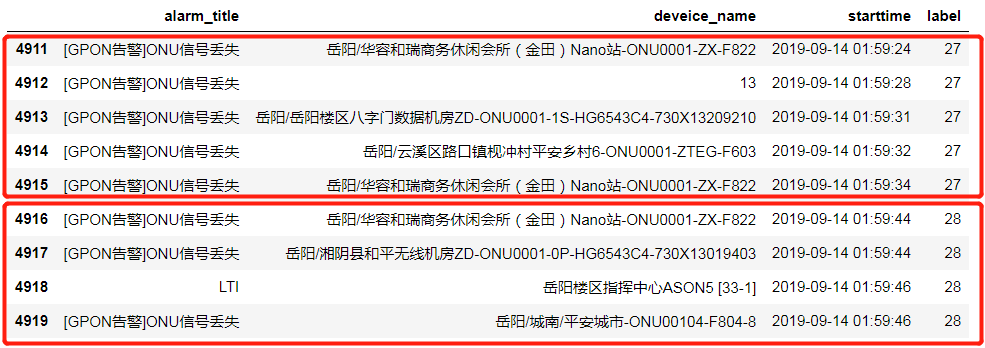 alarm_title deveice_name starttime label
4911 [GPON告警]ONU信号丢失 岳阳/华容和瑞商务休闲会所（金田）Nano站-ONU0001-ZX-F822 2019-09-14 01:59:24 27
4912 [GPON告警]ONU信号丢失 13 2019-09-14 01:59:28 27
4913 [GPON告警]ONU信号丢失 岳阳/岳阳楼区八字门数据机房ZD-ONU0001-1S-HG6543C4-730X13209210 2019-09-14 01:59:31 27
4914 [GPON告警]ONU信号丢失 岳阳/云溪区路口镇枧冲村平安乡村6-ONU0001-ZTEG-F603 2019-09-14 01:59:32 27
4915 [GPON告警]ONU信号丢失 岳阳/华容和瑞商务休闲会所（金田）Nano站-ONU0001-ZX-F822 2019-09-14 01:59:34 27
4916 [GPON告警]ONU信号丢失 岳阳/华容和瑞商务休闲会所（金田）Nano站-ONU0001-ZX-F822 2019-09-14 01:59:44 28
4917 [GPON告警]ONU信号丢失 岳阳/湘阴县和平无线机房ZD-ONU0001-0P-HG6543C4-730X13019403 2019-09-14 01:59:44 28
4918 LTI 岳阳楼区指挥中心ASON5 [33-1] 2019-09-14 01:59:46 28
4919 [GPON告警]ONU信号丢失 岳阳/城南/平安城市-ONU00104-F804-8 2019-09-14 01:59:46 28